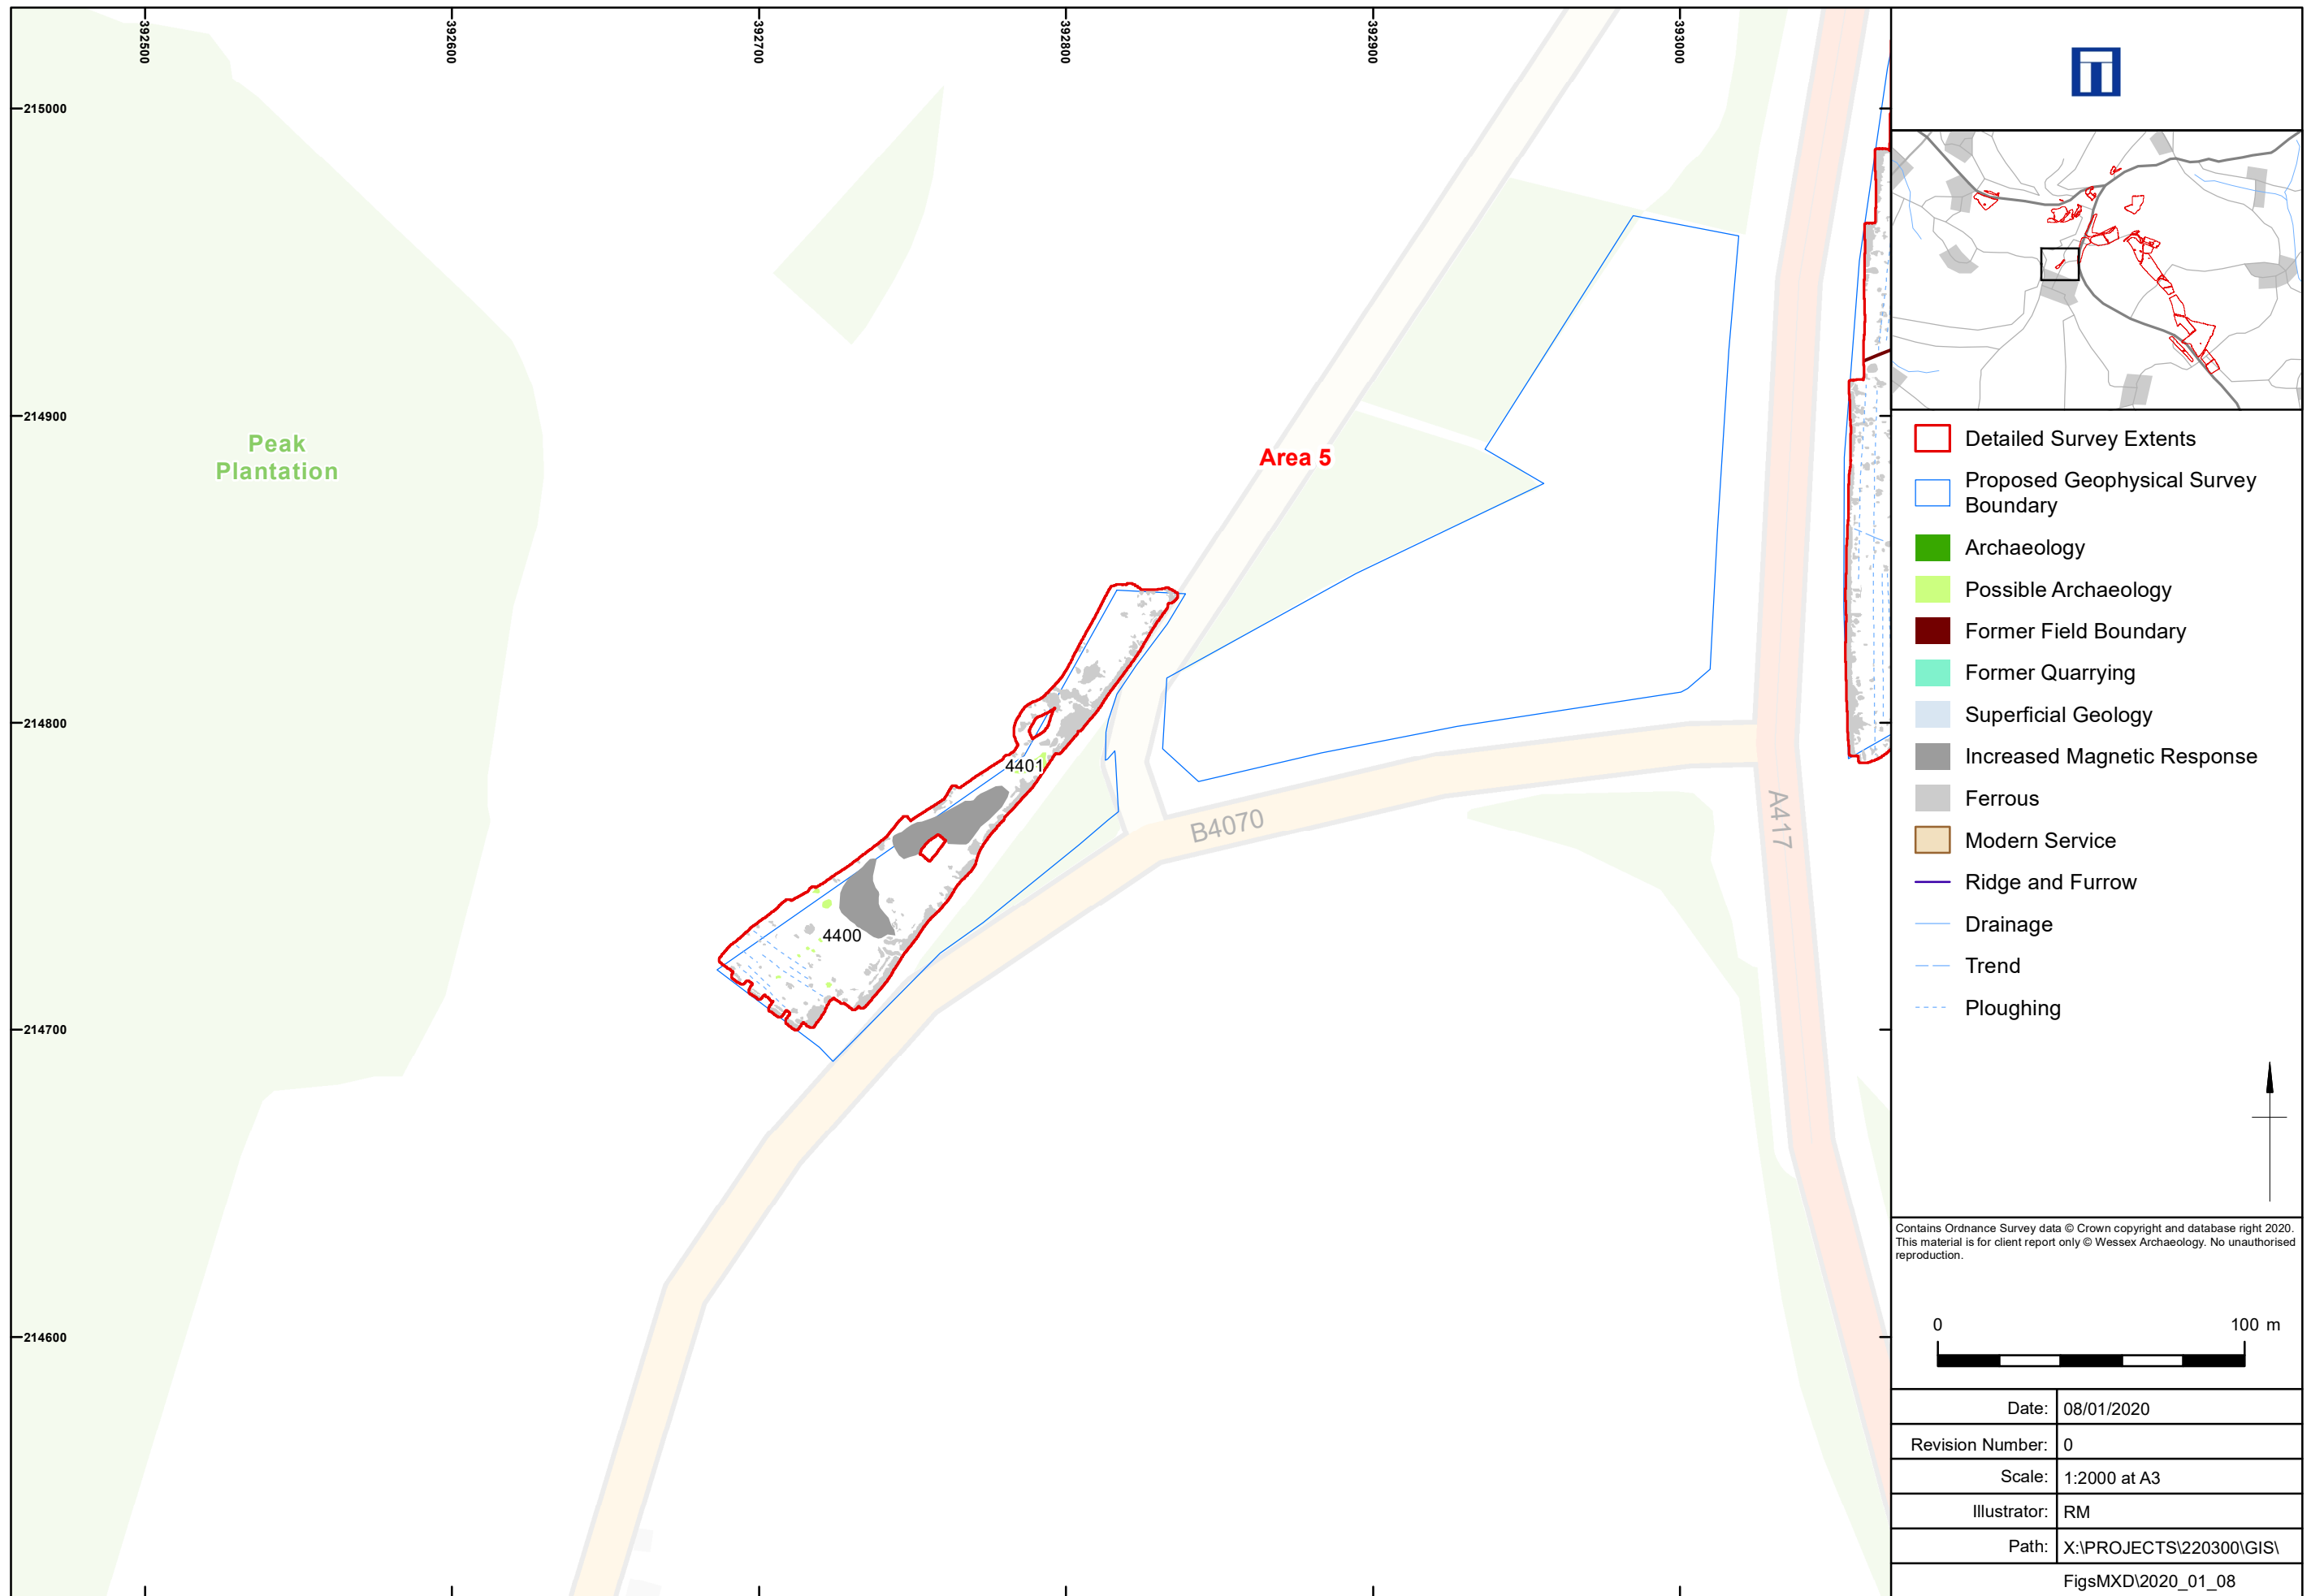 392500
392600
392700
392800
392900
393000
215000
214900
214800
214700
214600
Peak
Plantation
Area 5
4401
4400
B4070
A417
Detailed Survey Extents
Proposed Geophysical Survey
Boundary
Archaeology
Possible Archaeology
Former Field Boundary
Former Quarrying
Superficial Geology
Increased Magnetic Response
Ferrous
Modern Service
Ridge and Furrow
Drainage
Trend
Ploughing
Contains Ordnance Survey data © Crown copyright and database right 2020.
This material is for client report only © Wessex Archaeology. No unauthorised
reproduction.
0 100 m
Date: 08/01/2020
Revision Number: 0
Scale: 1:2000 at A3
Illustrator: RM
Path: X:\PROJECTS\220300\GIS\
FigsMXD\2020_01_08